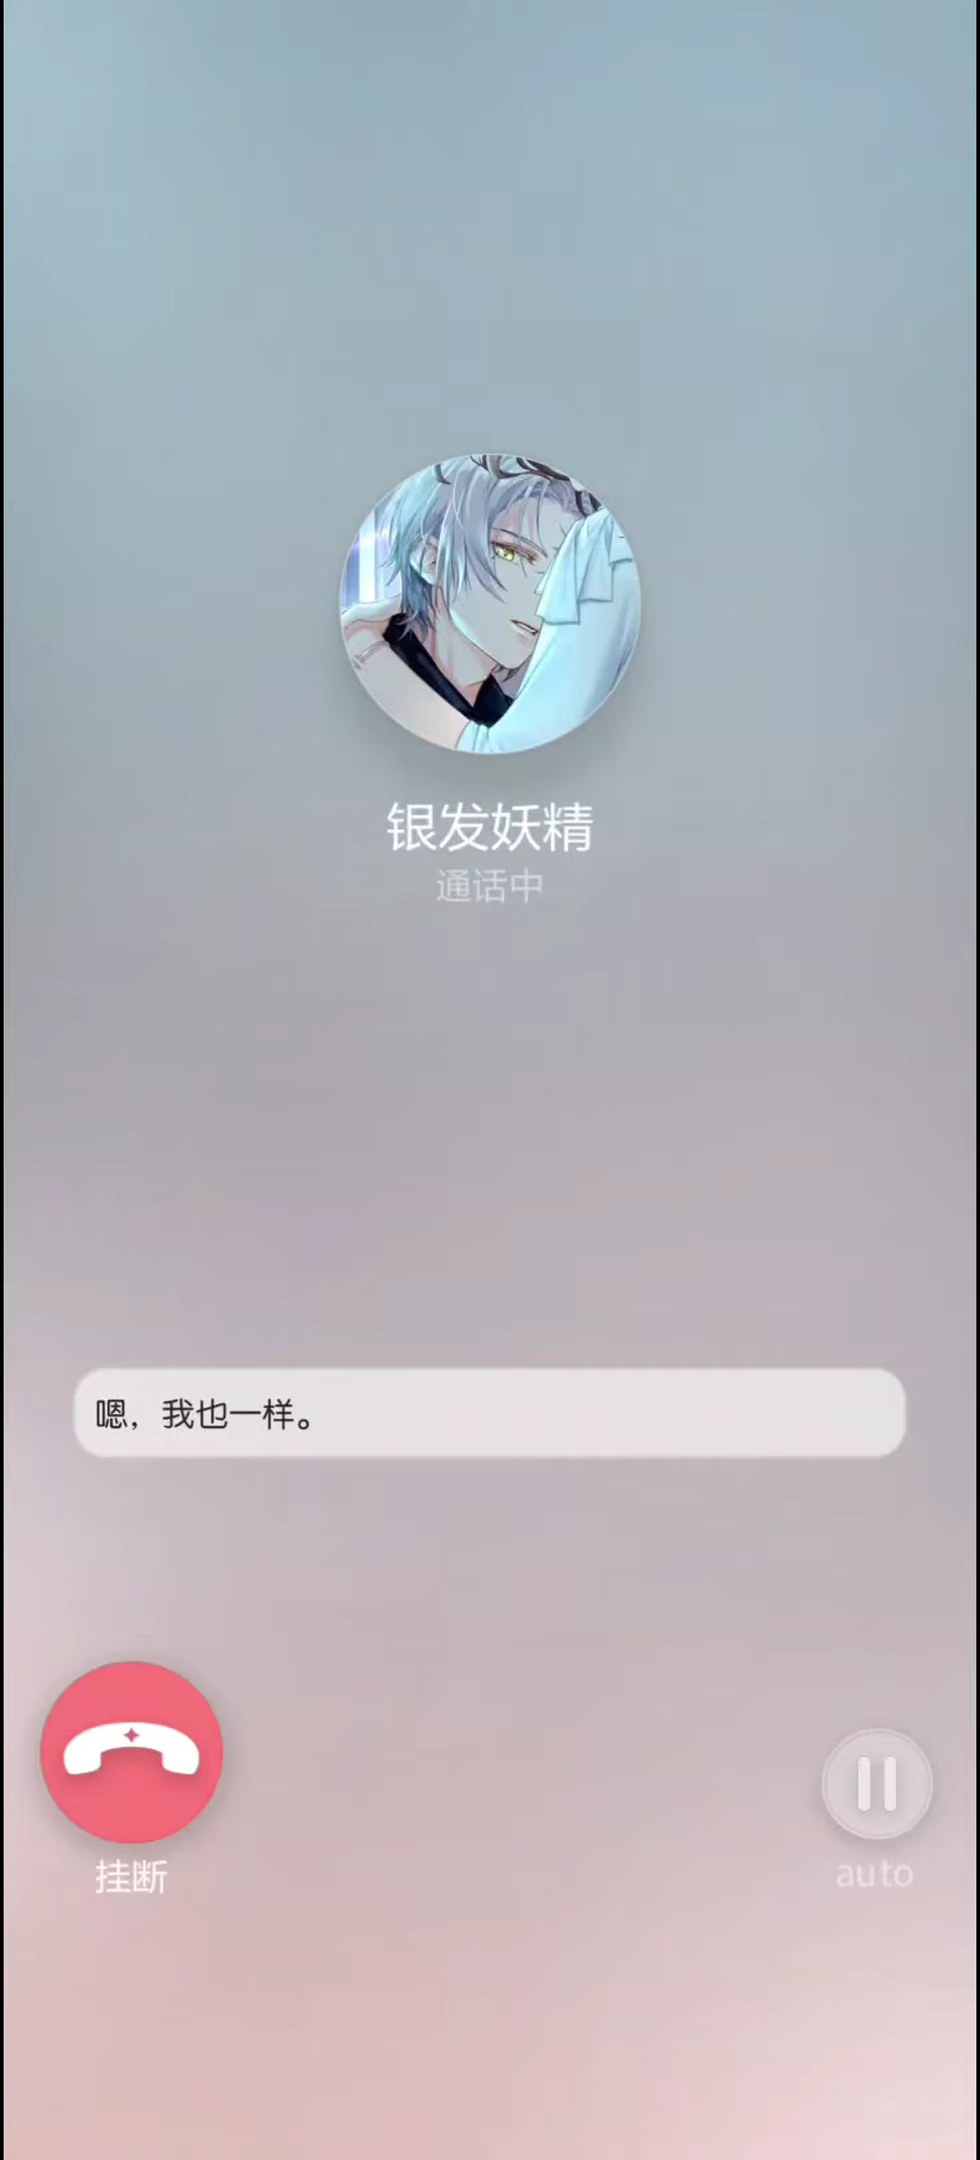 银发妖精
通话中
嗯，我也一样。
挂断
auto